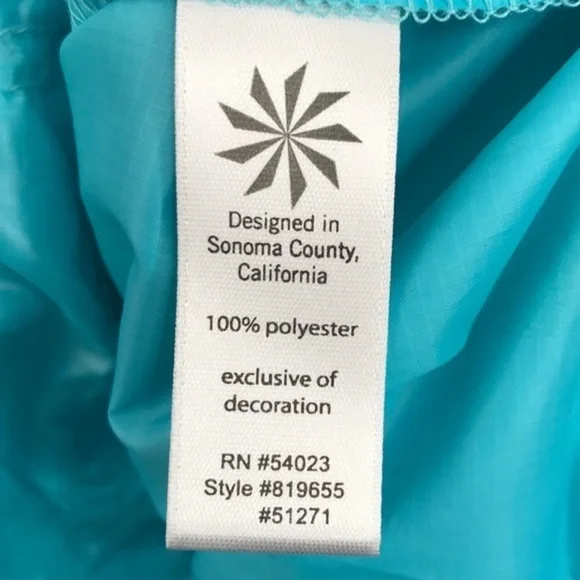 Designed in
Sonoma County,
California
100% polyester
exclusive of
decoration
RN #54023
Style #819655
#51271